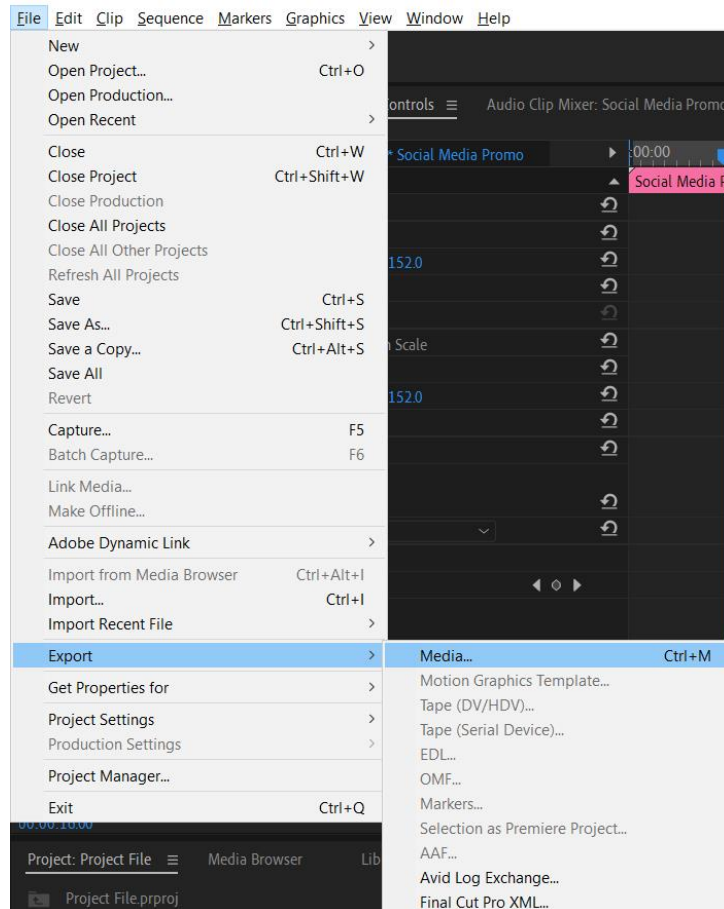 File Edit Clip Sequence Markers Graphics View Window Help
New
Open Project... Ctrl+O
Open Production...
Open Recent
Close Ctrl+W
Close Project Ctrl+Shift+W
Close Production
Close All Projects
Close All Other Projects
Refresh All Projects
Save Ctrl+S
Save As... Ctrl+Shift+S
Save a Copy... Ctrl+Alt+S
Save All
Revert
Capture... F5
Batch Capture... F6
Link Media...
Make Offline...
Adobe Dynamic Link
Import from Media Browser Ctrl+Alt+I
Import... Ctrl+I
Import Recent File
Export
Get Properties for
Project Settings
Production Settings
Project Manager...
Exit Ctrl+Q
Media... Ctrl+M
Motion Graphics Template...
Tape (DV/HDV)...
Tape (Serial Device)...
EDL...
OMF...
Markers...
Selection as Premiere Project...
AAF...
Avid Log Exchange...
Final Cut Pro XML...
ontrols Audio Clip Mixer: Social Media Promo
* Social Media Promo :00:00
Social Media
152.0
Scale
152.0
Project: Project File Media Browser Lib
Project File.prproj